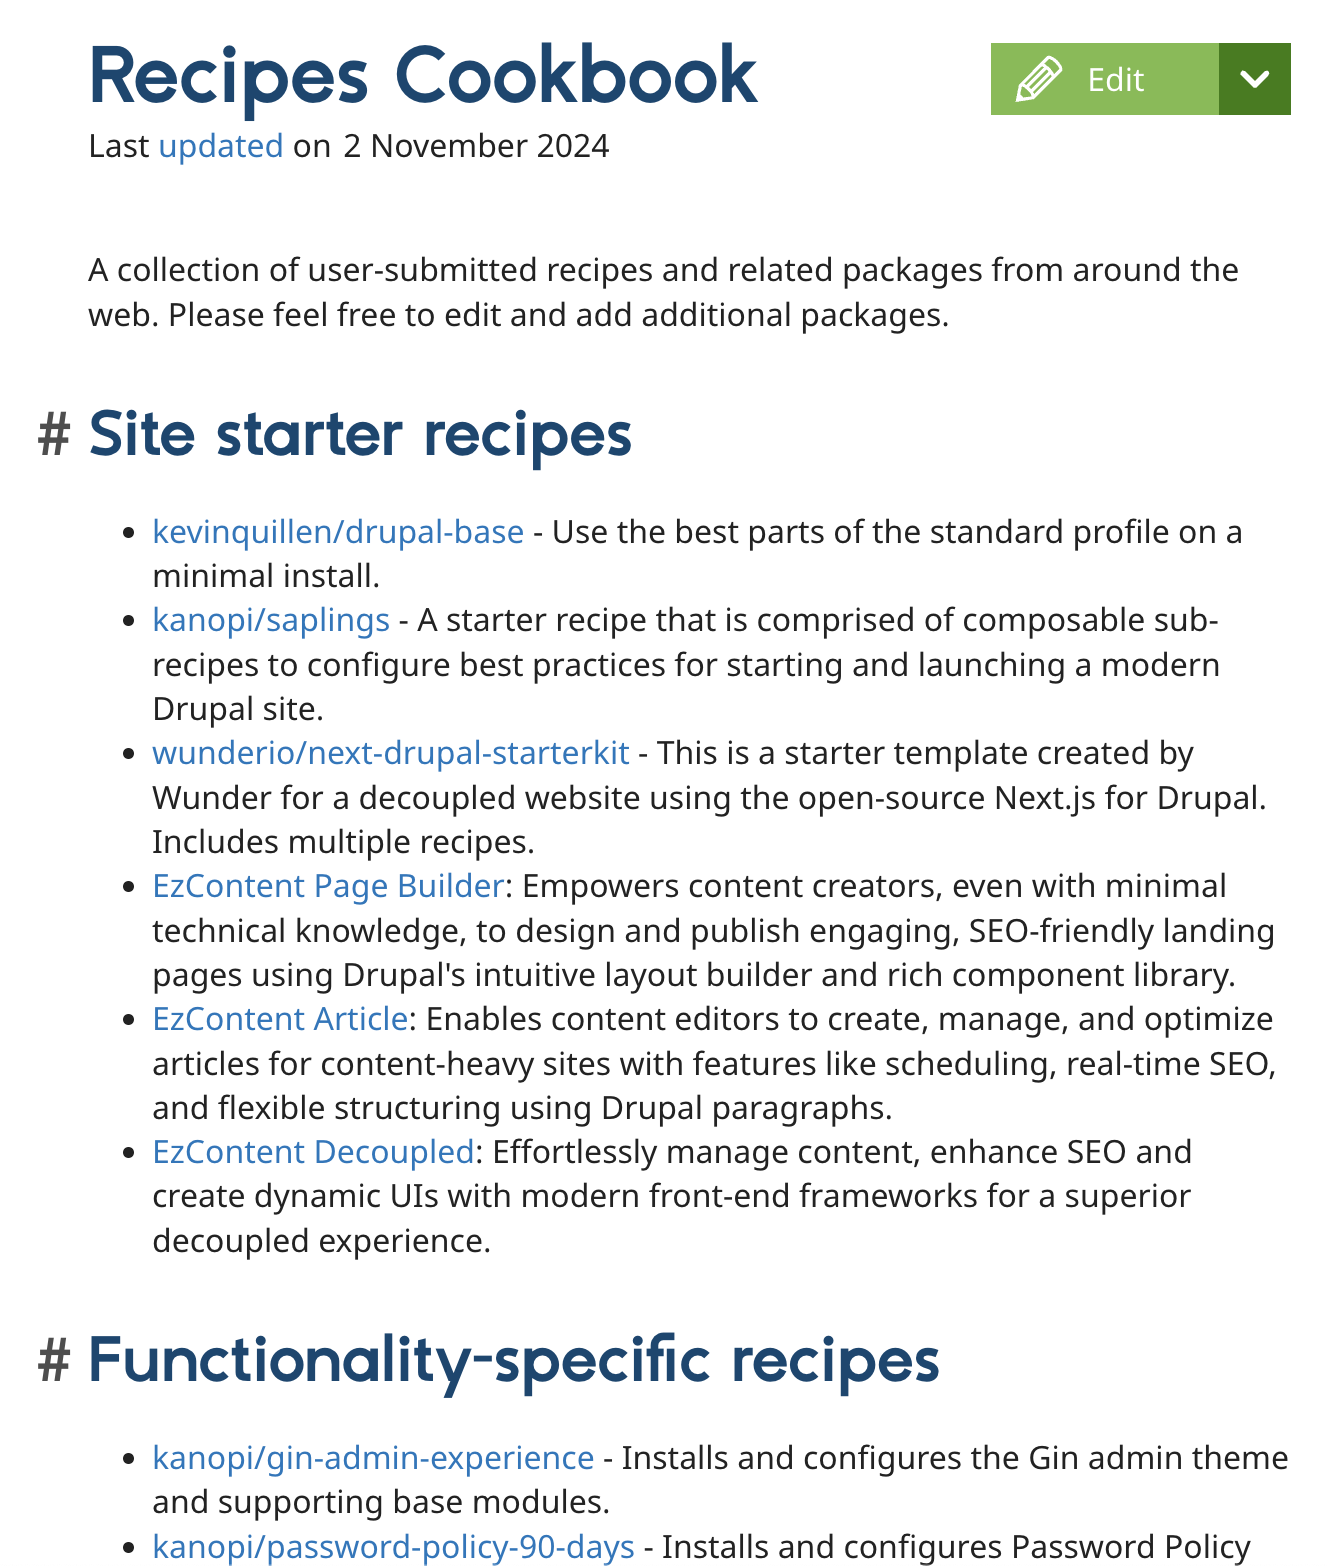 Recipes Cookbook
Edit
Last updated on 2 November 2024
A collection of user-submitted recipes and related packages from around the
web. Please feel free to edit and add additional packages.
# Site starter recipes
• kevinquillen/drupal-base - Use the best parts of the standard profile on a
minimal install.
• kanopi/saplings - A starter recipe that is comprised of composable sub-
recipes to configure best practices for starting and launching a modern
Drupal site.
• wunderio/next-drupal-starterkit - This is a starter template created by
Wunder for a decoupled website using the open-source Next.js for Drupal.
Includes multiple recipes.
• EzContent Page Builder: Empowers content creators, even with minimal
technical knowledge, to design and publish engaging, SEO-friendly landing
pages using Drupal's intuitive layout builder and rich component library.
• EzContent Article: Enables content editors to create, manage, and optimize
articles for content-heavy sites with features like scheduling, real-time SEO,
and flexible structuring using Drupal paragraphs.
• EzContent Decoupled: Effortlessly manage content, enhance SEO and
create dynamic UIs with modern front-end frameworks for a superior
decoupled experience.
# Functionality-specific recipes
• kanopi/gin-admin-experience - Installs and configures the Gin admin theme
and supporting base modules.
• kanopi/password-policy-90-days - Installs and configures Password Policy